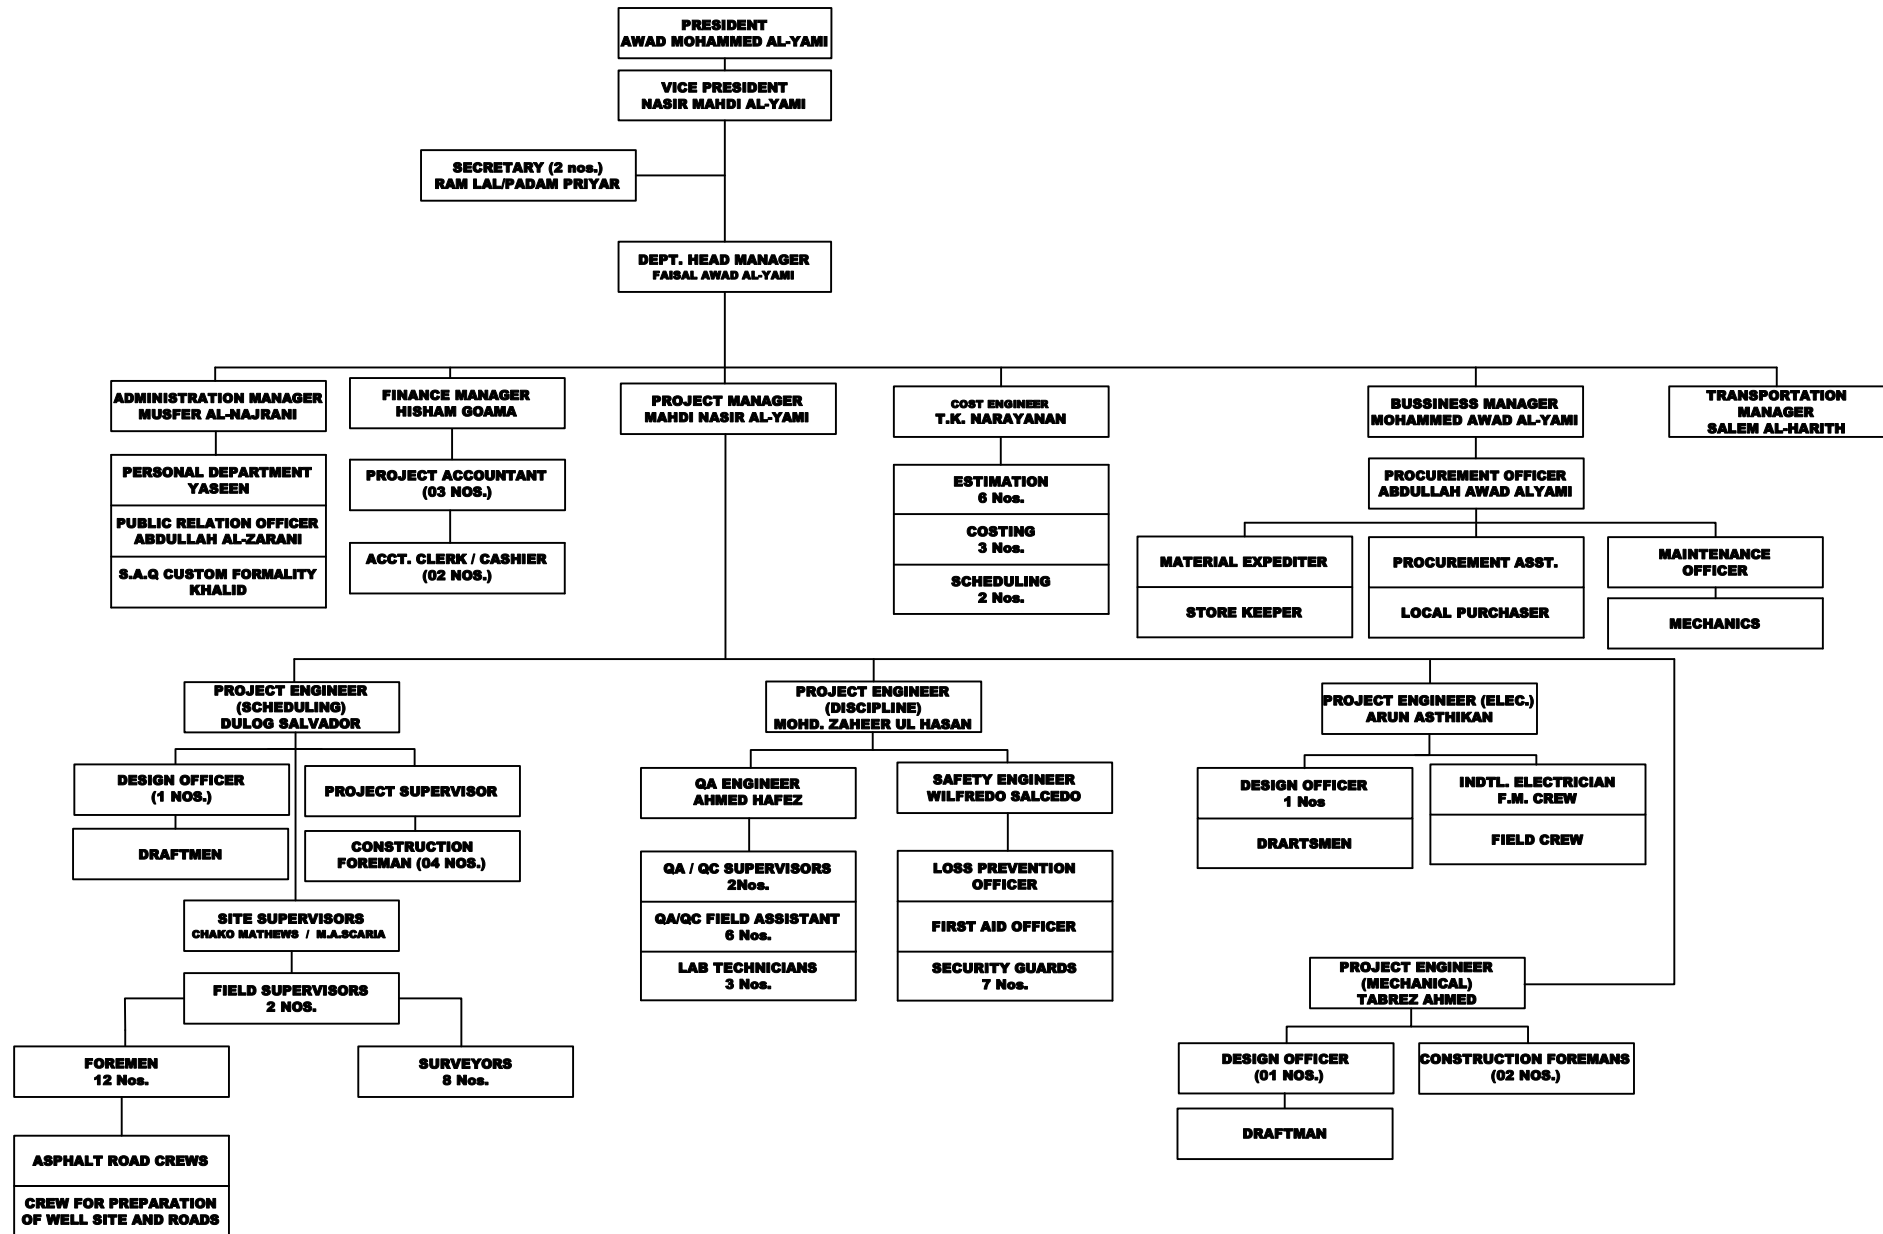 PRESIDENT
AWAD MOHAMMED AL-YAMI
VICE PRESIDENT
NASIR MAHDI AL-YAMI
SECRETARY (2 nos.)
RAM LAL/PADAM PRIYAR
DEPT. HEAD MANAGER
FAISAL AWAD AL-YAMI
ADMINISTRATION MANAGER
MUSFER AL-NAJRANI
FINANCE MANAGER
HISHAM GOAMA
PROJECT MANAGER
MAHDI NASIR AL-YAMI
COST ENGINEER
T.K. NARAYANAN
BUSSINESS MANAGER
MOHAMMED AWAD AL-YAMI
TRANSPORTATION
MANAGER
SALEM AL-HARITH
PERSONAL DEPARTMENT
YASEEN
PUBLIC RELATION OFFICER
ABDULLAH AL-ZARANI
S.A.Q CUSTOM FORMALITY
KHALID
PROJECT ACCOUNTANT
(03 NOS.)
ACCT. CLERK / CASHIER
(02 NOS.)
ESTIMATION
6 Nos.
COSTING
3 Nos.
SCHEDULING
2 Nos.
PROCUREMENT OFFICER
ABDULLAH AWAD ALYAMI
MATERIAL EXPEDITER
STORE KEEPER
PROCUREMENT ASST.
LOCAL PURCHASER
MAINTENANCE
OFFICER
MECHANICS
PROJECT ENGINEER
(SCHEDULING)
DULOG SALVADOR
PROJECT ENGINEER
(DISCIPLINE)
MOHD. ZAHEER UL HASAN
PROJECT ENGINEER (ELEC.)
ARUN ASTHIKAN
DESIGN OFFICER
(1 NOS.)
DRAFTMEN
PROJECT SUPERVISOR
CONSTRUCTION
FOREMAN (04 NOS.)
QA ENGINEER
AHMED HAFEZ
QA / QC SUPERVISORS
2Nos.
QA/QC FIELD ASSISTANT
6 Nos.
LAB TECHNICIANS
3 Nos.
SAFETY ENGINEER
WILFREDO SALCEDO
LOSS PREVENTION
OFFICER
FIRST AID OFFICER
SECURITY GUARDS
7 Nos.
DESIGN OFFICER
1 Nos
DRARTSMEN
INDTL. ELECTRICIAN
F.M. CREW
FIELD CREW
SITE SUPERVISORS
CHAKO MATHEWS / M.A.SCARIA
FIELD SUPERVISORS
2 NOS.
FOREMEN
12 Nos.
SURVEYORS
8 Nos.
ASPHALT ROAD CREWS
CREW FOR PREPARATION
OF WELL SITE AND ROADS
PROJECT ENGINEER
(MECHANICAL)
TABREZ AHMED
DESIGN OFFICER
(01 NOS.)
DRAFTMAN
CONSTRUCTION FOREMANS
(02 NOS.)